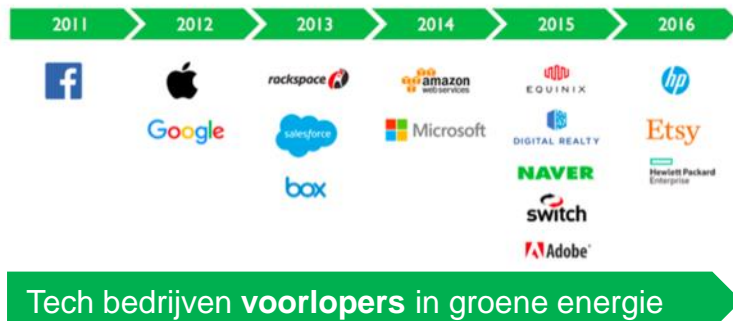 2011 2012 2013 2014 2015 2016
rackspace amazon webservices EQUINIX hp
Google salesforce Microsoft DIGITAL REALTY Etsy
box NAVER Hewlett Packard Enterprise
switch
Adobe
Tech bedrijven voorlopers in groene energie